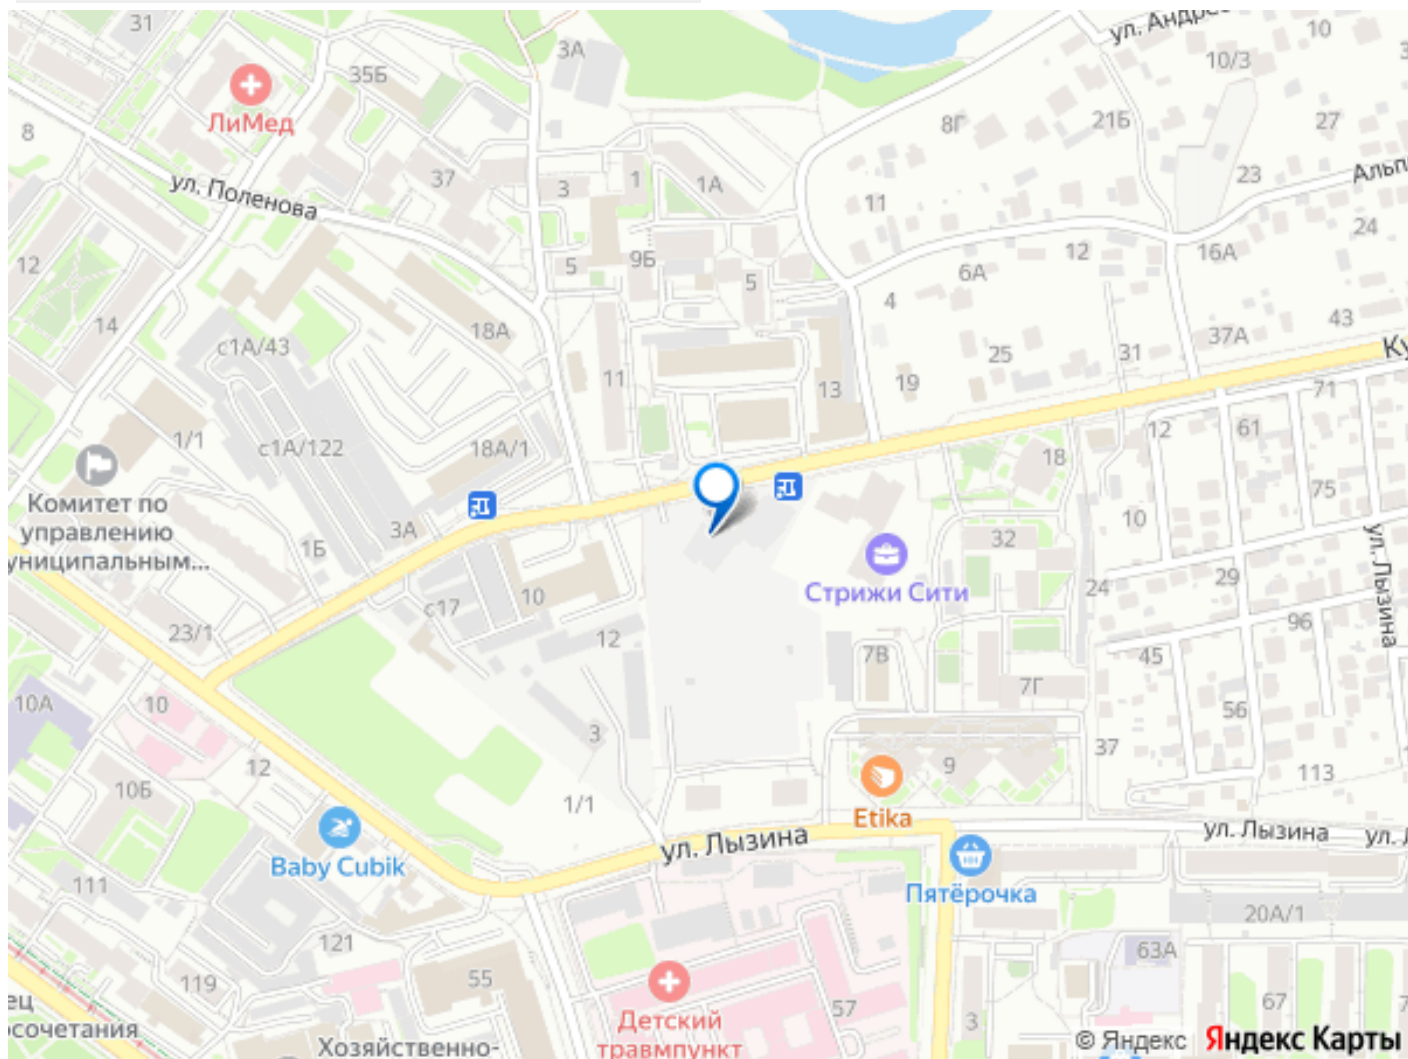 31
3А
ул. Андрее
10
10/3
35Б
ЛиМед
8
8Г
21Б
27
ул. Поленова
37
3
1
1А
11
23
Альп
24
12
5
9Б
5
6А
12
16А
14
18А
4
43
с1А/43
37А
Ку
25
31
11
13
19
71
1/1
с1А/122
18А/1
12
61
18
Комитет по
управлению
униципальным...
75
3А
10
1Б
32
ул. Лызина
Стрижи Сити
24
29
с17
10
23/1
12
96
7В
45
10А
10
7Г
56
3
37
12
9
113
10Б
1/1
Etika
ул. Лызина
ул. Лызина
ул. Л
Baby Cubik
Пятёрочка
111
20А/1
121
63А
119
55
ец
67
7
57
3
осочетания
Детский
травмпункт
Хозяйственно-
© Яндекс Яндекс Карты